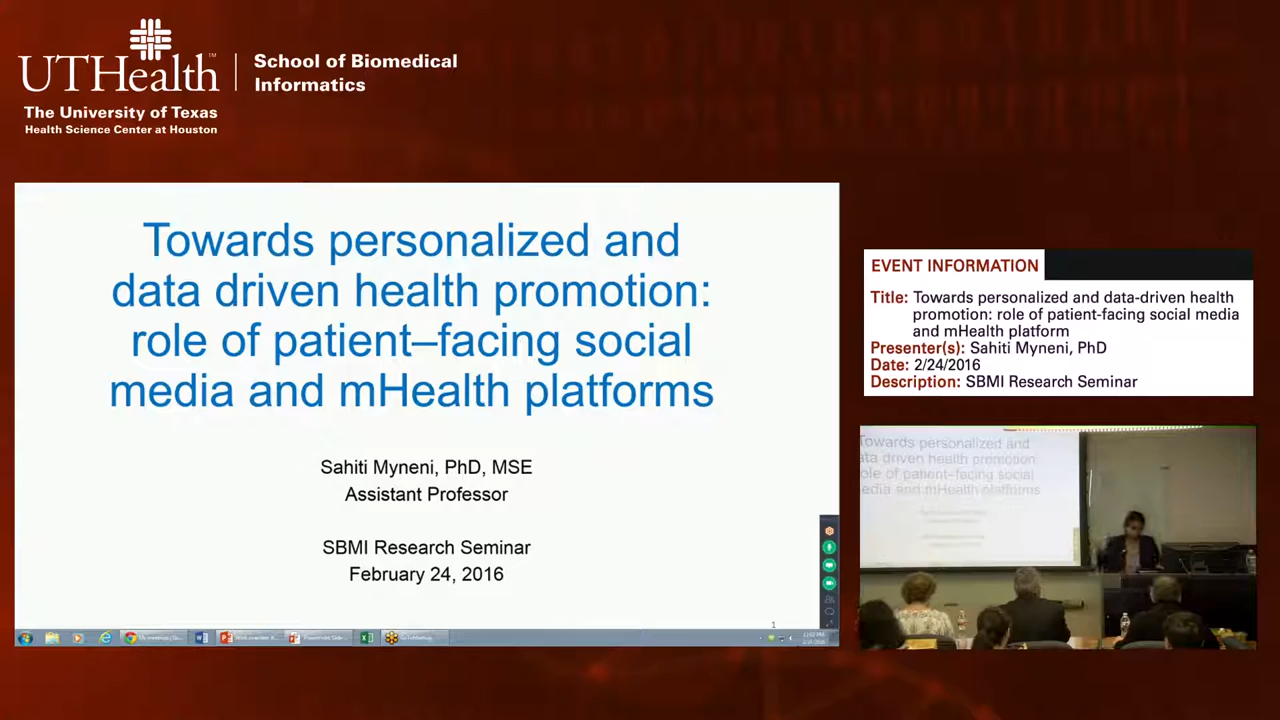 UTHealth™
The University of Texas
Health Science Center at Houston
School of Biomedical
Informatics
Towards personalized and
data driven health promotion:
role of patient–facing social
media and mHealth platforms
Sahiti Myneni, PhD, MSE
Assistant Professor
SBMI Research Seminar
February 24, 2016
1
EVENT INFORMATION
Title: Towards personalized and data-driven health
promotion: role of patient-facing social media
and mHealth platform
Presenter(s): Sahiti Myneni, PhD
Date: 2/24/2016
Description: SBMI Research Seminar
Towards personalized and
data driven health promotion:
role of patient–facing social
media and mHealth platforms